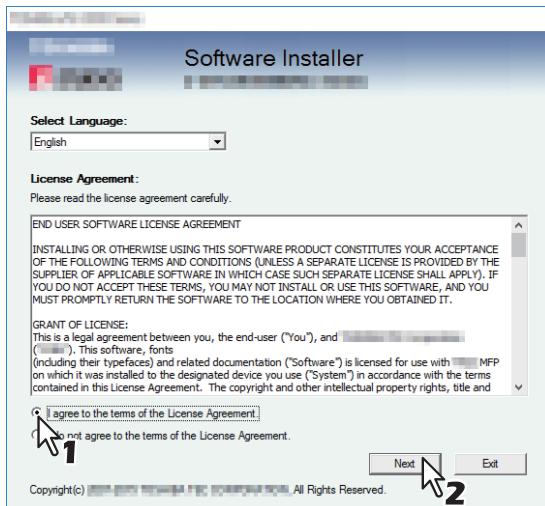 Software Installer
Select Language:
English
License Agreement:
Please read the license agreement carefully.
END USER SOFTWARE LICENSE AGREEMENT
INSTALLING OR OTHERWISE USING THIS SOFTWARE PRODUCT CONSTITUTES YOUR ACCEPTANCE
OF THE FOLLOWING TERMS AND CONDITIONS (UNLESS A SEPARATE LICENSE IS PROVIDED BY THE
SUPPLIER OF APPLICABLE SOFTWARE IN WHICH CASE SUCH SEPARATE LICENSE SHALL APPLY). IF
YOU DO NOT ACCEPT THESE TERMS, YOU MAY NOT INSTALL OR USE THIS SOFTWARE, AND YOU
MUST PROMPTLY RETURN THE SOFTWARE TO THE LOCATION WHERE YOU OBTAINED IT.
GRANT OF LICENSE:
This is a legal agreement between you, the end-user ("You"), and
("        "). This software, fonts
(including their typefaces) and related documentation ("Software") is licensed for use with MFP
on which it was installed to the designated device you use ("System") in accordance with the terms
contained in this License Agreement. The copyright and other intellectual property rights, title and
I agree to the terms of the License Agreement.
do not agree to the terms of the License Agreement.
1
Next
Exit
2
Copyright(c) All Rights Reserved.